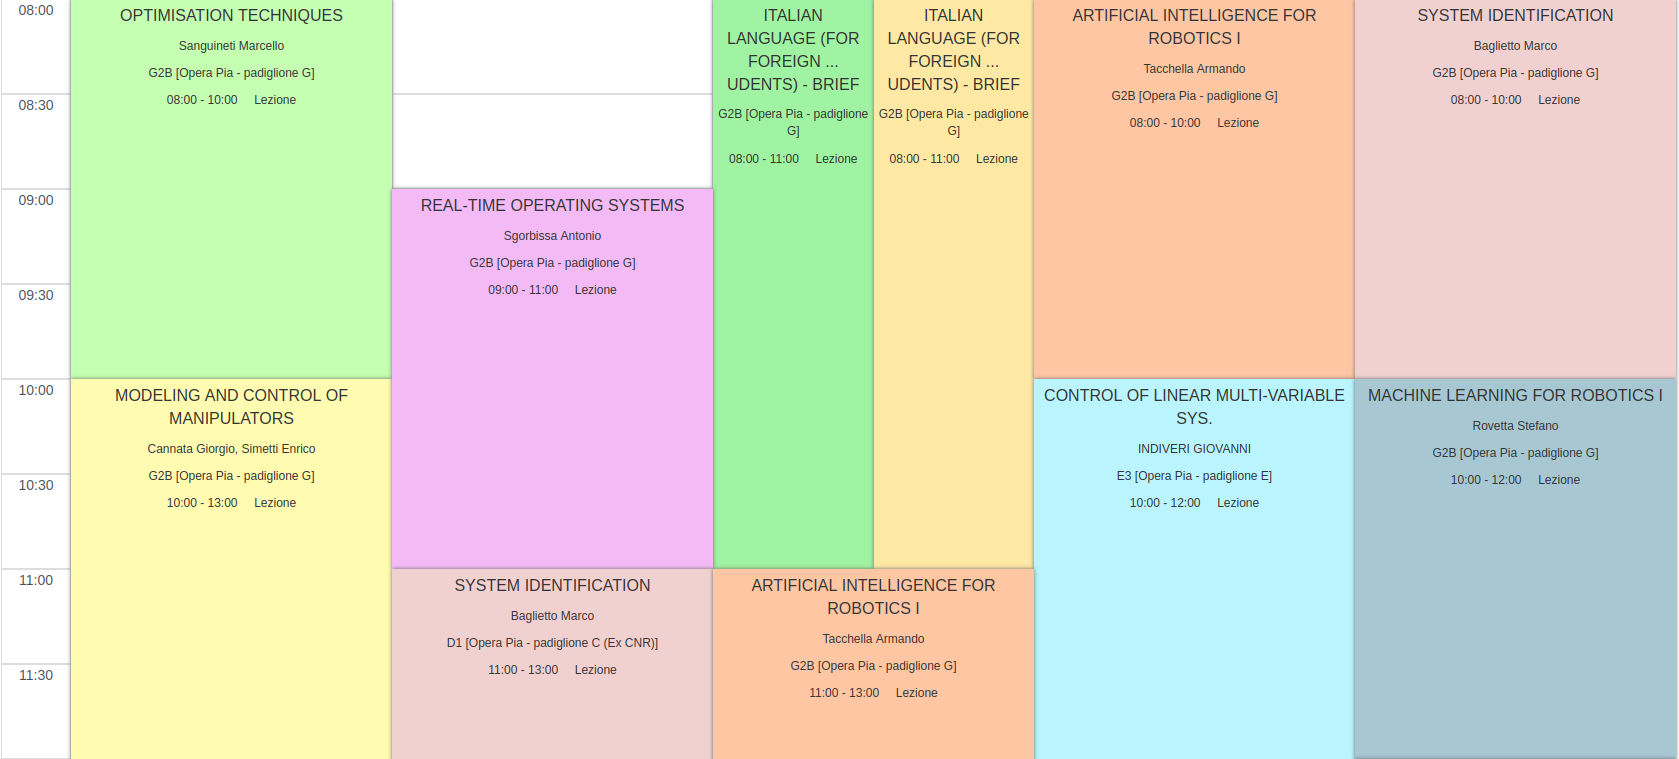 08:00
08:30
09:00
09:30
10:00
10:30
11:00
11:30
OPTIMISATION TECHNIQUES
Sanguineti Marcello
G2B [Opera Pia - padiglione G]
08:00 - 10:00 Lezione
MODELING AND CONTROL OF
MANIPULATORS
Cannata Giorgio, Simetti Enrico
G2B [Opera Pia - padiglione G]
10:00 - 13:00 Lezione
REAL-TIME OPERATING SYSTEMS
Sgorbissa Antonio
G2B [Opera Pia - padiglione G]
09:00 - 11:00 Lezione
SYSTEM IDENTIFICATION
Baglietto Marco
D1 [Opera Pia - padiglione C (Ex CNR)]
11:00 - 13:00 Lezione
ITALIAN
LANGUAGE (FOR
FOREIGN ...
UDENTS) - BRIEF
G2B [Opera Pia - padiglione
G]
08:00 - 11:00 Lezione
ITALIAN
LANGUAGE (FOR
FOREIGN ...
UDENTS) - BRIEF
G2B [Opera Pia - padiglione
G]
08:00 - 11:00 Lezione
ARTIFICIAL INTELLIGENCE FOR
ROBOTICS I
Tacchella Armando
G2B [Opera Pia - padiglione G]
11:00 - 13:00 Lezione
ARTIFICIAL INTELLIGENCE FOR
ROBOTICS I
Tacchella Armando
G2B [Opera Pia - padiglione G]
08:00 - 10:00 Lezione
CONTROL OF LINEAR MULTI-VARIABLE
SYS.
INDIVERI GIOVANNI
E3 [Opera Pia - padiglione E]
10:00 - 12:00 Lezione
SYSTEM IDENTIFICATION
Baglietto Marco
G2B [Opera Pia - padiglione G]
08:00 - 10:00 Lezione
MACHINE LEARNING FOR ROBOTICS I
Rovetta Stefano
G2B [Opera Pia - padiglione G]
10:00 - 12:00 Lezione